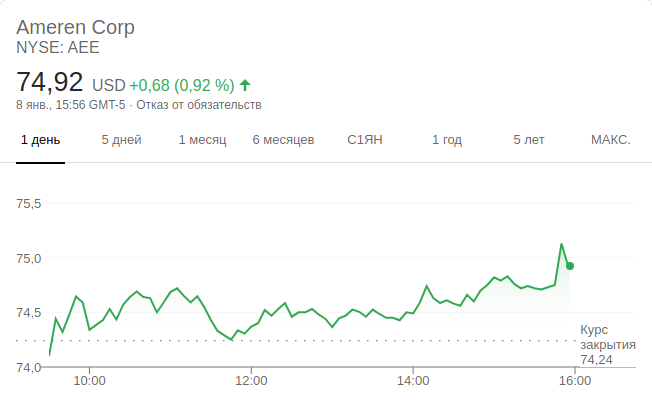 Ameren Corp
NYSE: AEE
74,92 USD +0,68 (0,92 %)
8 янв., 15:56 GMT-5 · Отказ от обязательств
1 день 5 дней 1 месяц 6 месяцев С1ЯН 1 год 5 лет МАКС.
75,5
75,0
74,5
74,0
Курс
закрытия
74,24
10:00 12:00 14:00 16:00